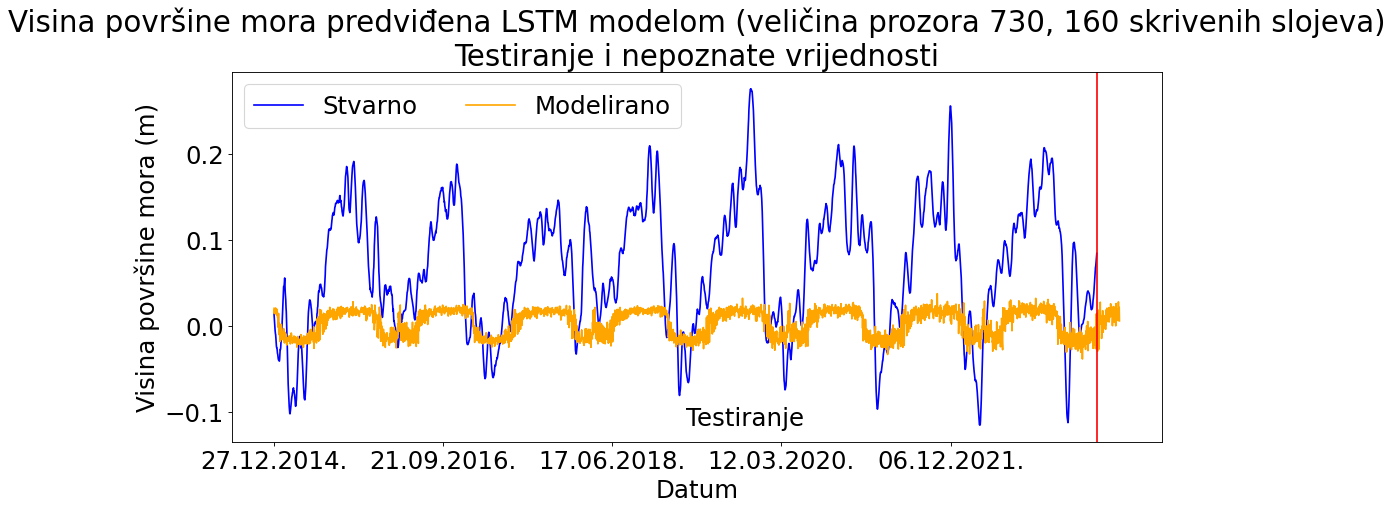 Visina površine mora predviđena LSTM modelom (veličina prozora 730, 160 skrivenih slojeva)
Testiranje i nepoznate vrijednosti
Stvarno
Modelirano
Visina površine mora (m)
0.2
0.1
0.0
−0.1
Testiranje
27.12.2014.
21.09.2016.
17.06.2018.
12.03.2020.
06.12.2021.
Datum